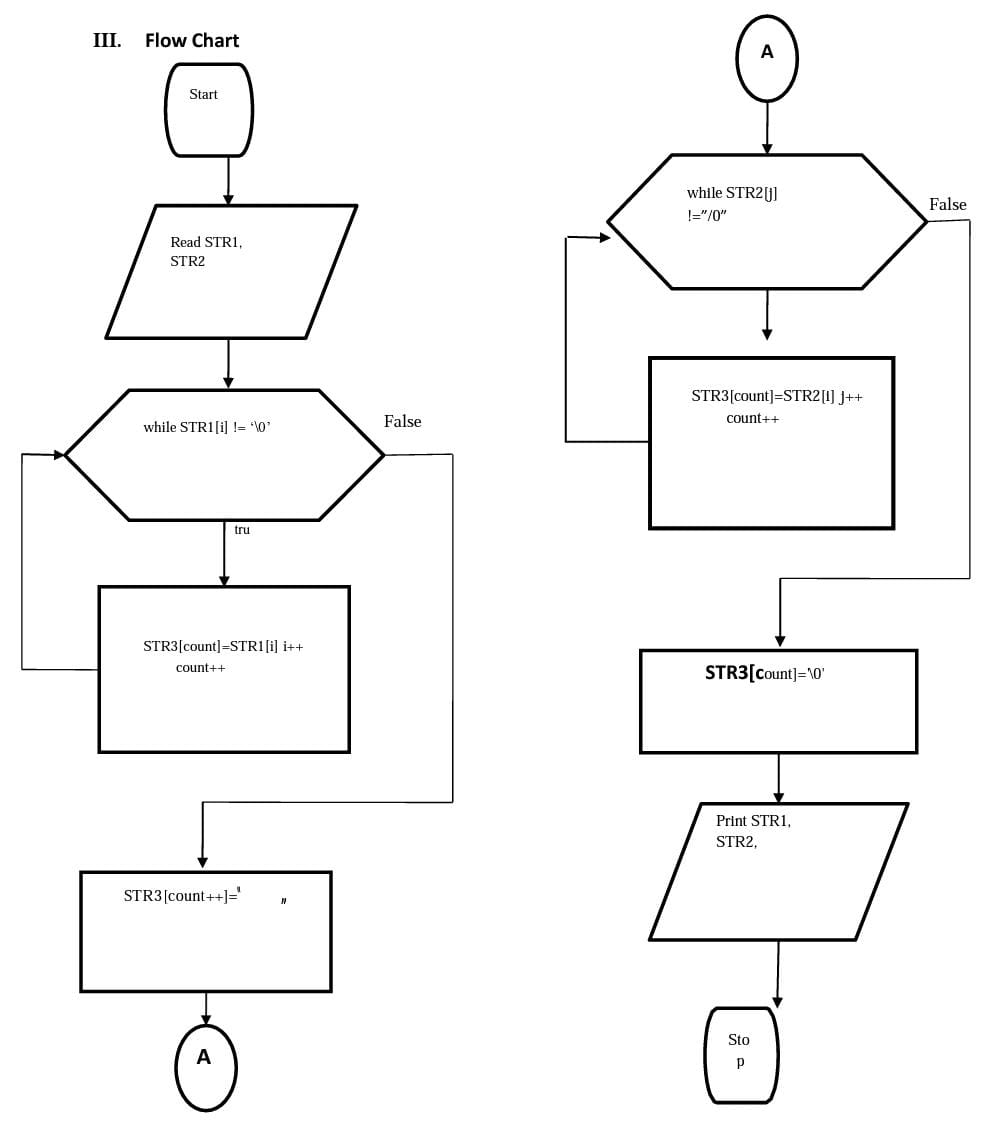 III. Flow Chart
Start
Read STR1,
STR2
while STR1[i] != ‘\0’
False
tru
STR3[count]=STR1[i] i++
count++
STR3[count++]=" "
A
A
while STR2[j]
!=”/0”
False
STR3[count]=STR2[i] j++
count++
STR3[count]='\0'
Print STR1,
STR2,
Sto
p